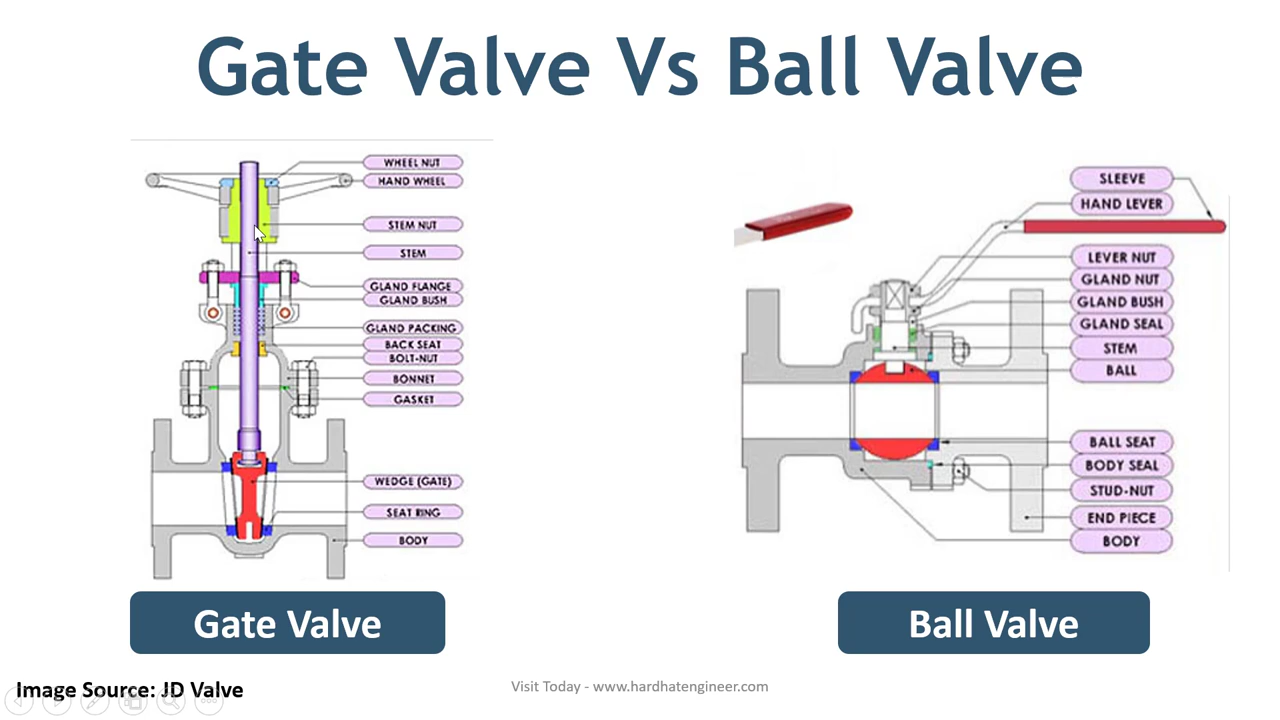 Gate Valve Vs Ball Valve
WHEEL NUT
HAND WHEEL
STEM NUT
STEM
GLAND FLANGE
GLAND BUSH
GLAND PACKING
BACK SEAT
BOLT-NUT
BONNET
GASKET
WEDGE (GATE)
SEAT RING
BODY
SLEEVE
HAND LEVER
LEVER NUT
GLAND NUT
GLAND BUSH
GLAND SEAL
STEM
BALL
BALL SEAT
BODY SEAL
STUD-NUT
END PIECE
BODY
Gate Valve
Ball Valve
Image Source: JD Valve
Visit Today - www.hardhatengineer.com